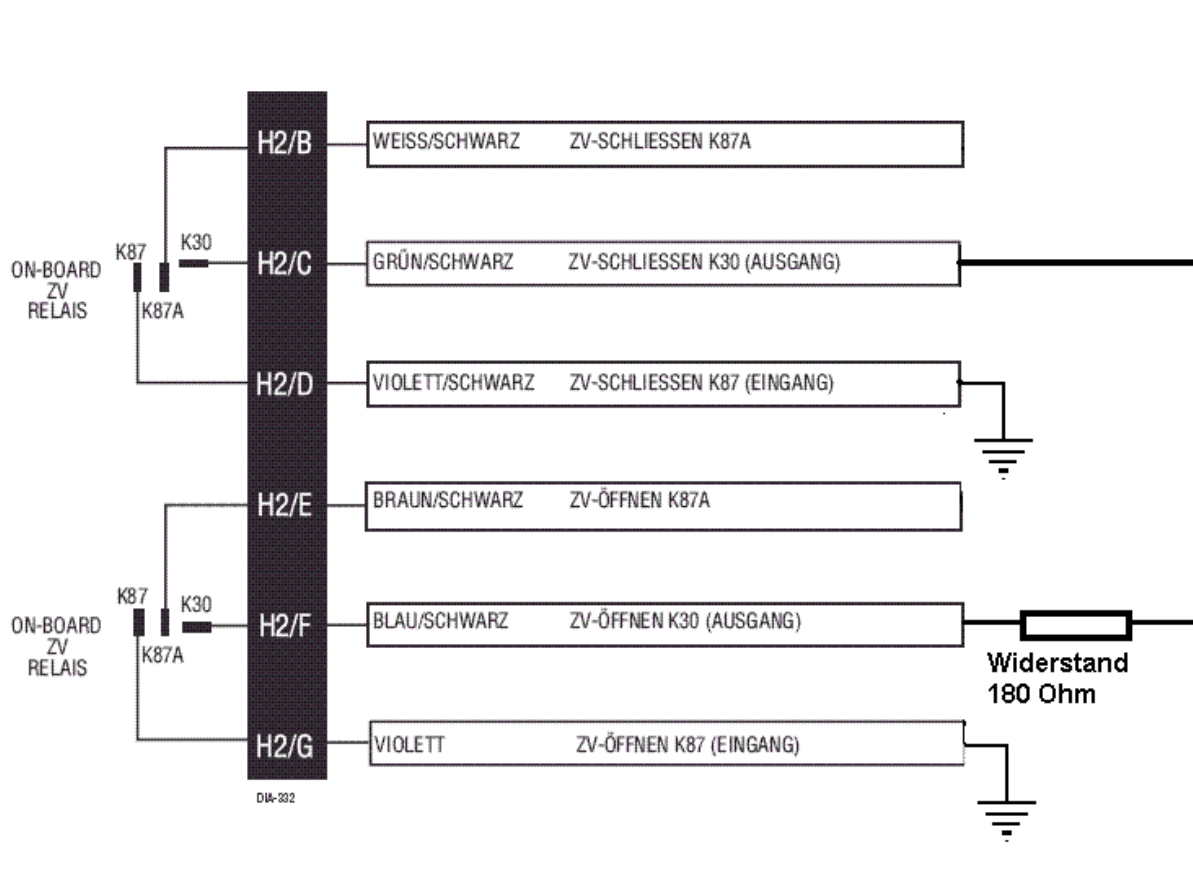 H2/B WEISS/SCHWARZ ZV-SCHLIESSEN K87A
K87 K30
H2/C GRÜN/SCHWARZ ZV-SCHLIESSEN K30 (AUSGANG)
ON-BOARD
ZV
RELAIS
K87A
H2/D VIOLETT/SCHWARZ ZV-SCHLIESSEN K87 (EINGANG)
H2/E BRAUN/SCHWARZ ZV-ÖFFNEN K87A
K87 K30
H2/F BLAU/SCHWARZ ZV-ÖFFNEN K30 (AUSGANG)
ON-BOARD
ZV
RELAIS
K87A
Widerstand
180 Ohm
H2/G VIOLETT ZV-ÖFFNEN K87 (EINGANG)
DIA-332